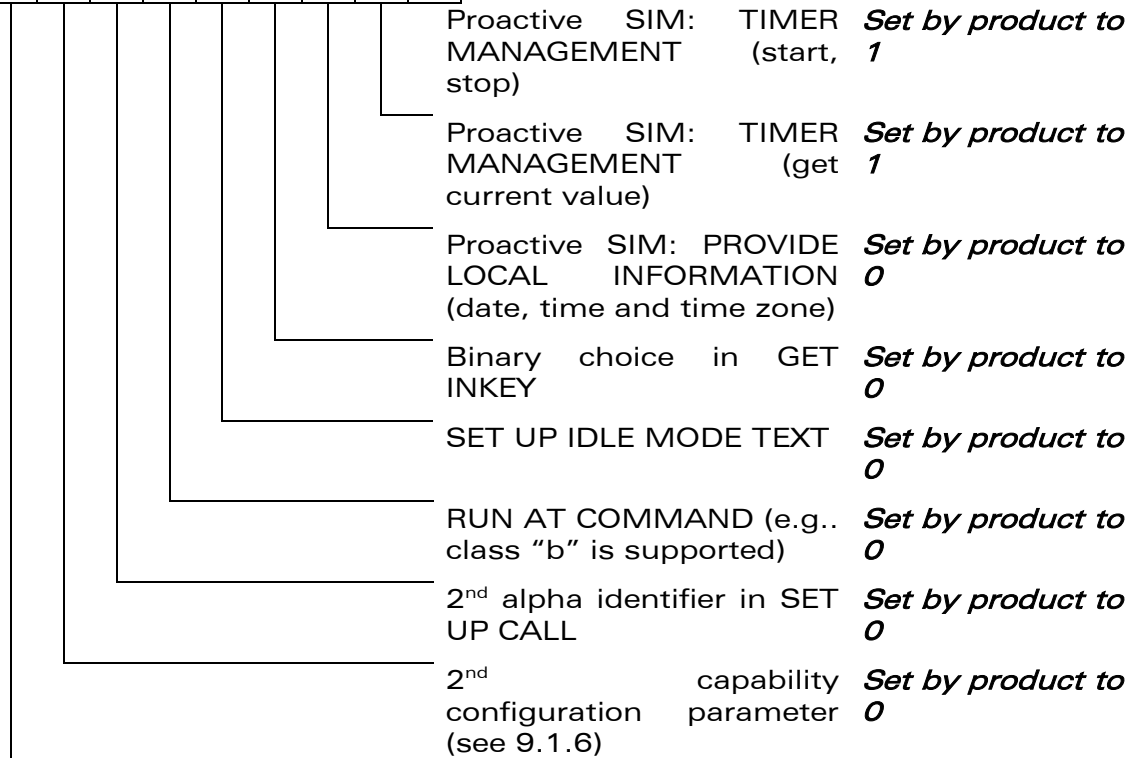 Proactive SIM: TIMER Set by product to
MANAGEMENT (start, 1
stop)
Proactive SIM: TIMER Set by product to
MANAGEMENT (get 1
current value)
Proactive SIM: PROVIDE Set by product to
LOCAL INFORMATION 0
(date, time and time zone)
Binary choice in GET Set by product to
INKEY 0
SET UP IDLE MODE TEXT Set by product to
0
RUN AT COMMAND (e.g.. Set by product to
class “b” is supported) 0
2nd alpha identifier in SET Set by product to
UP CALL 0
2nd capability Set by product to
configuration parameter 0
(see 9.1.6)